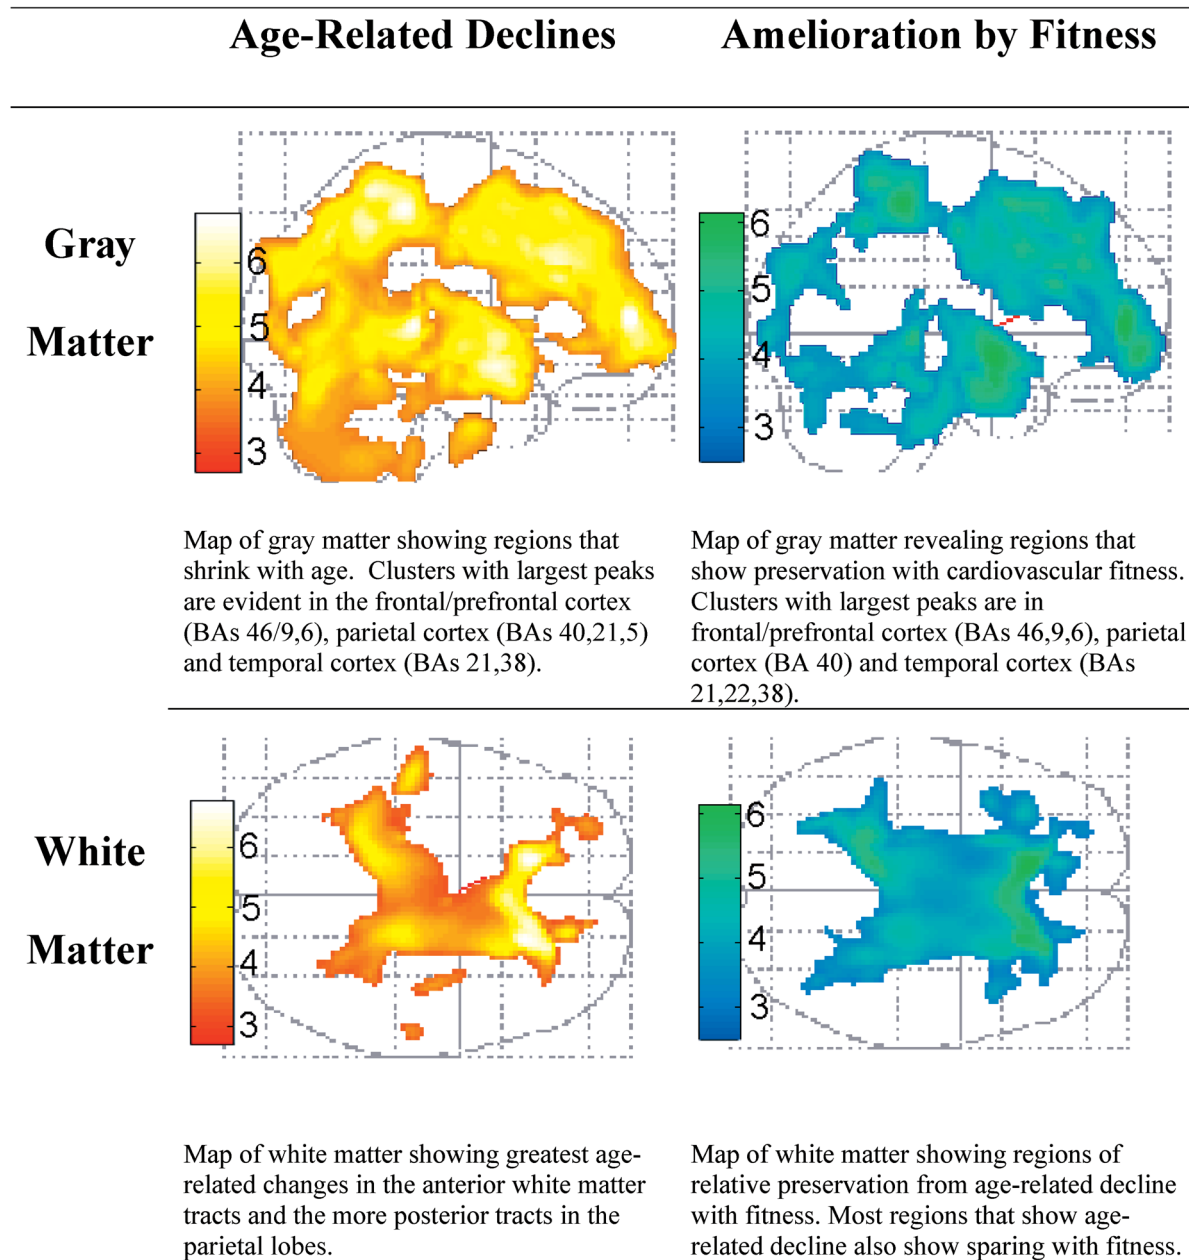 Age-Related Declines
Amelioration by Fitness
Gray
Matter
6
5
4
3
6
5
4
3
Map of gray matter showing regions that
shrink with age.  Clusters with largest peaks
are evident in the frontal/prefrontal cortex
(BAs 46/9,6), parietal cortex (BAs 40,21,5)
and temporal cortex (BAs 21,38).
Map of gray matter revealing regions that
show preservation with cardiovascular fitness.
Clusters with largest peaks are in
frontal/prefrontal cortex (BAs 46,9,6), parietal
cortex (BA 40) and temporal cortex (BAs
21,22,38).
White
Matter
6
5
4
3
6
5
4
3
Map of white matter showing greatest age-
related changes in the anterior white matter
tracts and the more posterior tracts in the
parietal lobes.
Map of white matter showing regions of
relative preservation from age-related decline
with fitness. Most regions that show age-
related decline also show sparing with fitness.